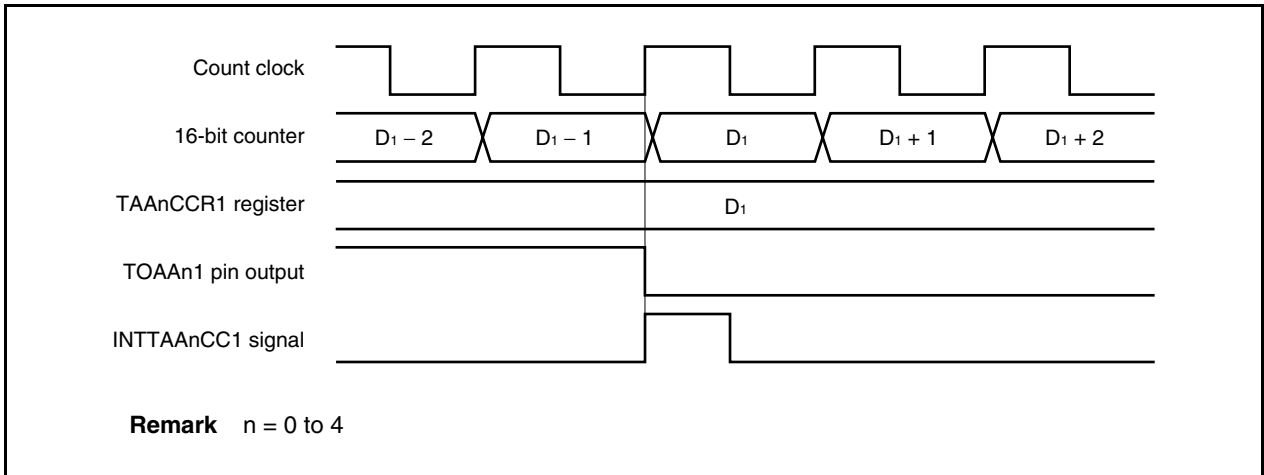 Count clock
16-bit counter D₁ − 2 D₁ − 1 D₁ D₁ + 1 D₁ + 2
TAAnCCR1 register D₁
TOAAn1 pin output
INTTAAnCC1 signal
Remark n = 0 to 4